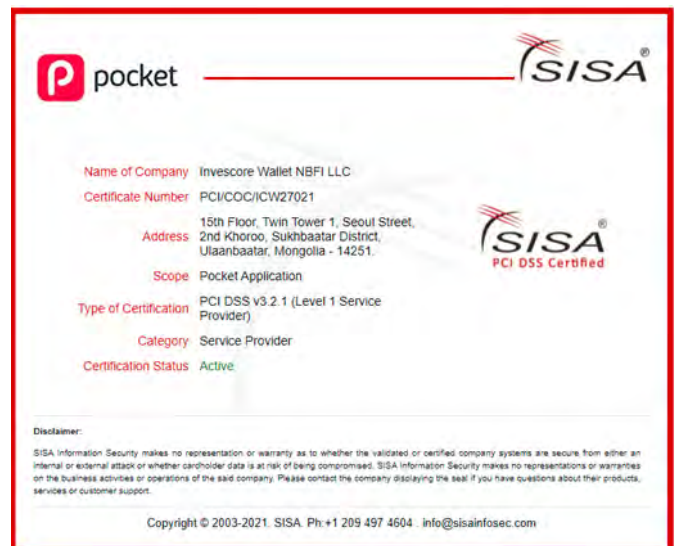 pocket
SISA®
Name of Company Invescore Wallet NBFI LLC
Certificate Number PCI/COC/ICW27021
Address 15th Floor, Twin Tower 1, Seoul Street,
2nd Khoroo, Sukhbaatar District,
Ulaanbaatar, Mongolia - 14251.
SISA®
PCI DSS Certified
Scope Pocket Application
Type of Certification PCI DSS v3.2.1 (Level 1 Service
Provider)
Category Service Provider
Certification Status Active
Disclaimer:
SISA Information Security makes no representation or warranty as to whether the validated or certified company systems are secure from either an
internal or external attack or whether cardholder data is at risk of being compromised. SISA Information Security makes no representations or warranties
on the business activities or operations of the said company. Please contact the company displaying the seal if you have questions about their products,
services or customer support.
Copyright © 2003-2021. SISA. Ph:+1 209 497 4604 . info@sisainfosec.com